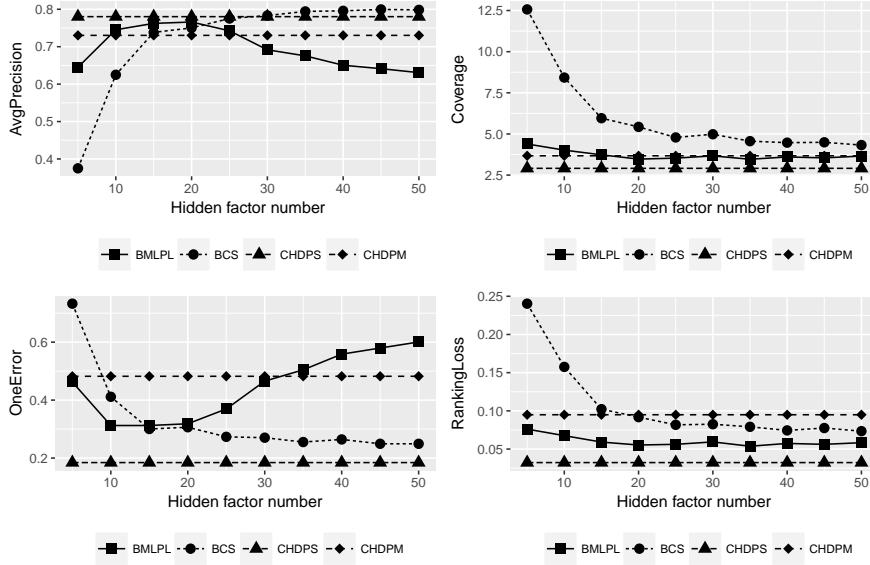 0.8
0.7
0.6
0.5
0.4
AvgPrecision
10 20 30 40 50
Hidden factor number
BMLPL BCS CHDPS CHDPM
12.5
10.0
7.5
5.0
2.5
Coverage
10 20 30 40 50
Hidden factor number
BMLPL BCS CHDPS CHDPM
0.6
0.4
0.2
OneError
10 20 30 40 50
Hidden factor number
BMLPL BCS CHDPS CHDPM
0.25
0.20
0.15
0.10
0.05
RankingLoss
10 20 30 40 50
Hidden factor number
BMLPL BCS CHDPS CHDPM